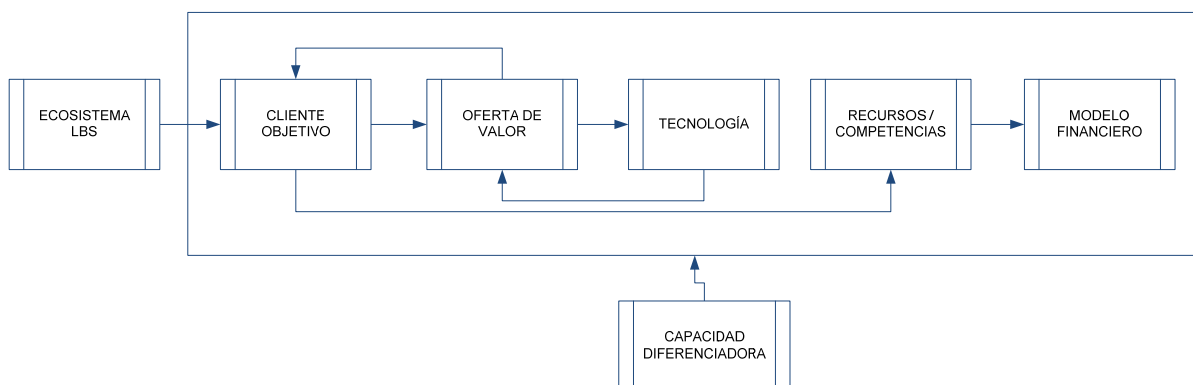 ECOSISTEMA
LBS
CLIENTE
OBJETIVO
OFERTA DE
VALOR
TECNOLOGÍA
RECURSOS /
COMPETENCIAS
MODELO
FINANCIERO
CAPACIDAD
DIFERENCIADORA